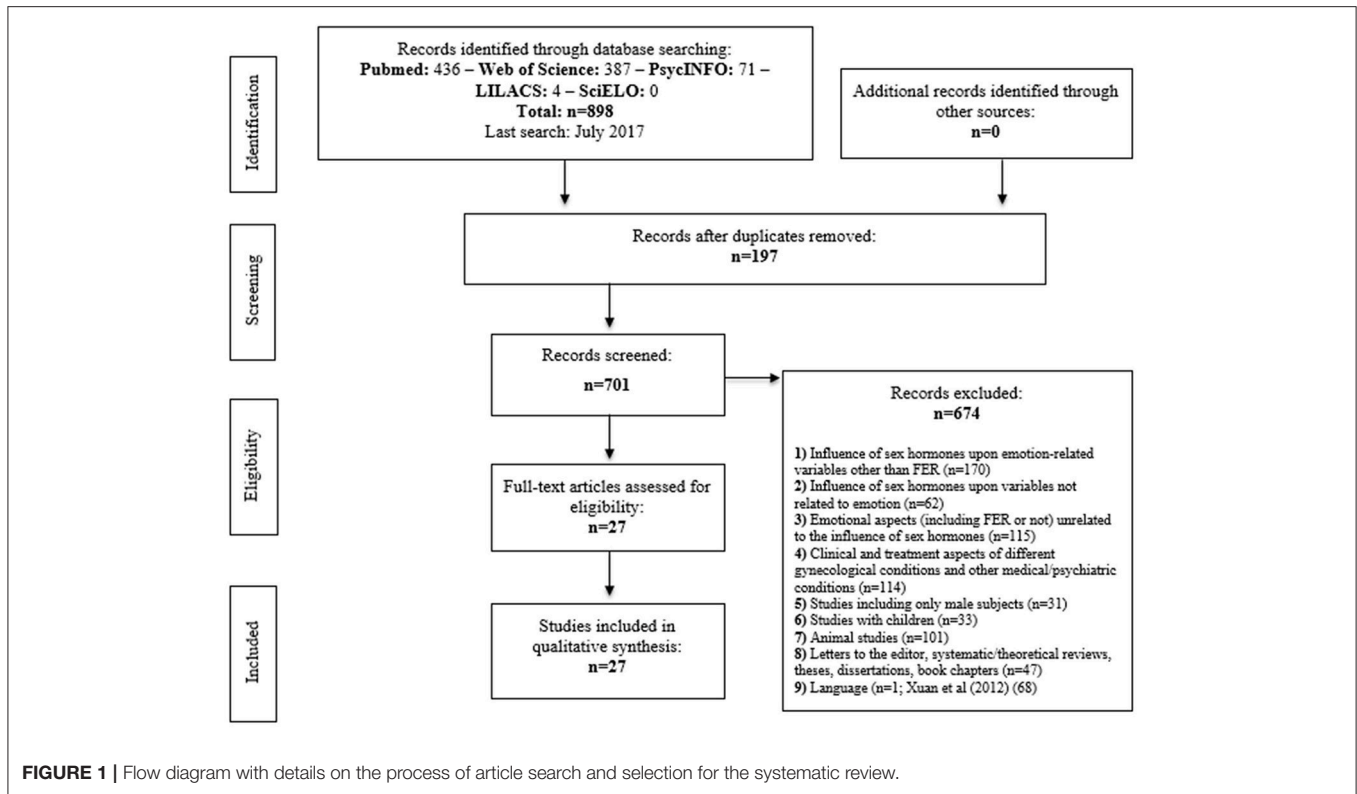 Identification
Records identified through database searching:
Pubmed: 436 – Web of Science: 387 – PsycINFO: 71 –
LILACS: 4 – SciELO: 0
Total: n=898
Last search: July 2017
Additional records identified through
other sources:
n=0
Screening
Records after duplicates removed:
n=197
Records screened:
n=701
Records excluded:
n=674
1) Influence of sex hormones upon emotion-related
variables other than FER (n=170)
2) Influence of sex hormones upon variables not
related to emotion (n=62)
3) Emotional aspects (including FER or not) unrelated
to the influence of sex hormones (n=115)
4) Clinical and treatment aspects of different
gynecological conditions and other medical/psychiatric
conditions (n=114)
5) Studies including only male subjects (n=31)
6) Studies with children (n=33)
7) Animal studies (n=101)
8) Letters to the editor, systematic/theoretical reviews,
theses, dissertations, book chapters (n=47)
9) Language (n=1; Xuan et al (2012) (68)
Eligibility
Full-text articles assessed for
eligibility:
n=27
Included
Studies included in
qualitative synthesis:
n=27
FIGURE 1 | Flow diagram with details on the process of article search and selection for the systematic review.